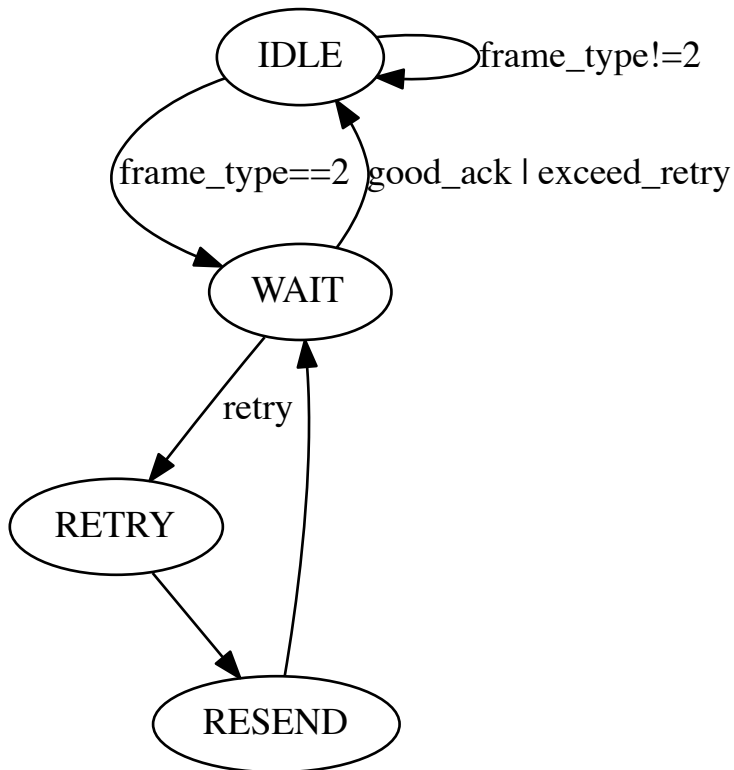 IDLE
frame_type!=2
frame_type==2
good_ack | exceed_retry
WAIT
retry
RETRY
RESEND